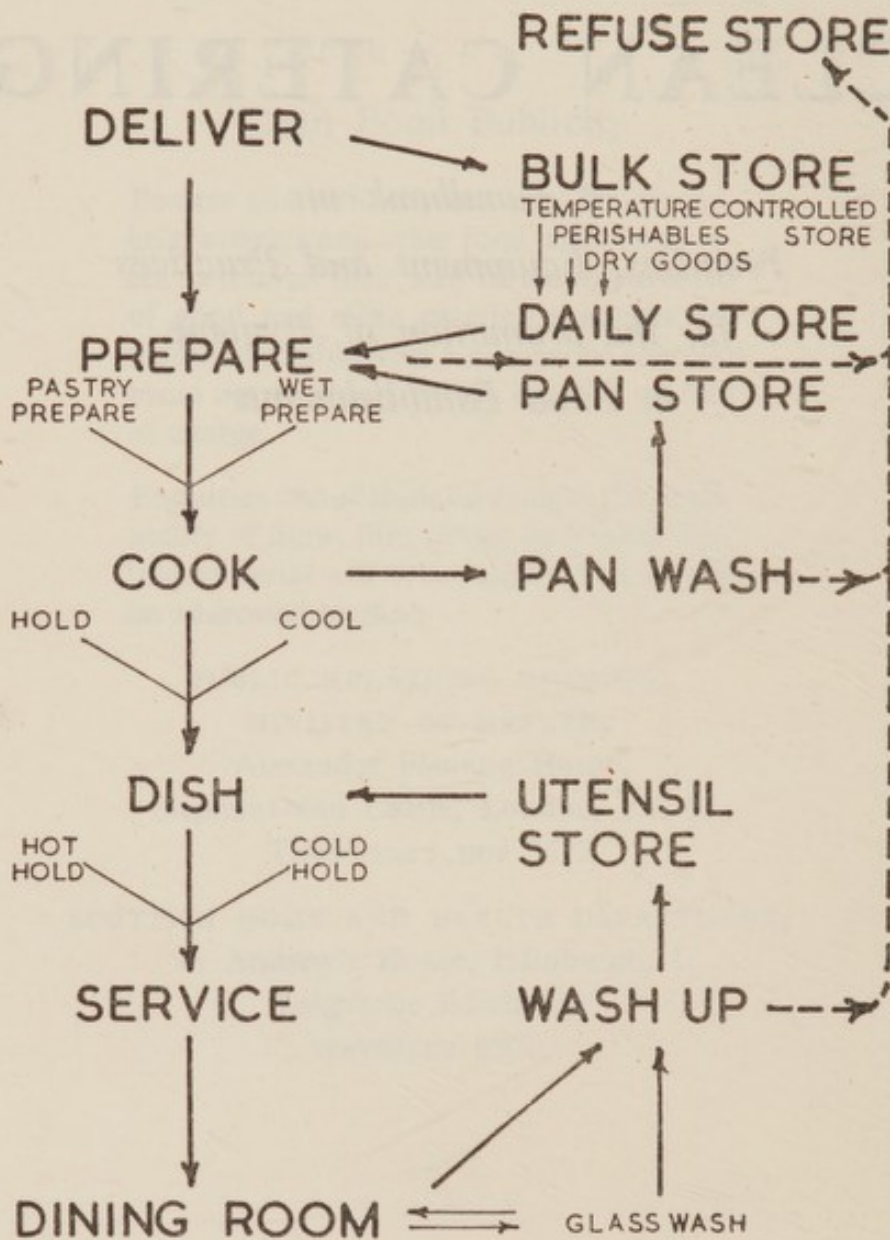 REFUSE STORE
DELIVER
BULK STORE
TEMPERATURE CONTROLLED
PERISHABLES STORE
DRY GOODS
DAILY STORE
PREPARE
PAN STORE
PASTRY
PREPARE
WET
PREPARE
COOK
PAN WASH
HOLD
COOL
DISH
UTENSIL
STORE
HOT
HOLD
COLD
HOLD
SERVICE
WASH UP
DINING ROOM
GLASS WASH